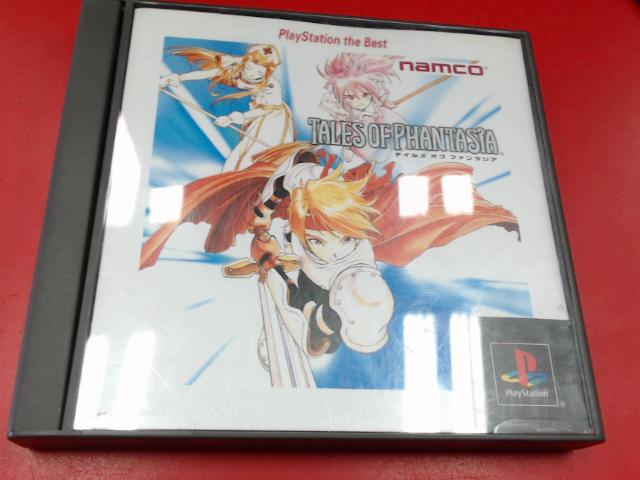 PlayStation the Best
namco
TALES OF PHANTASIA
テイルズ オブ ファンタジア
PlayStation